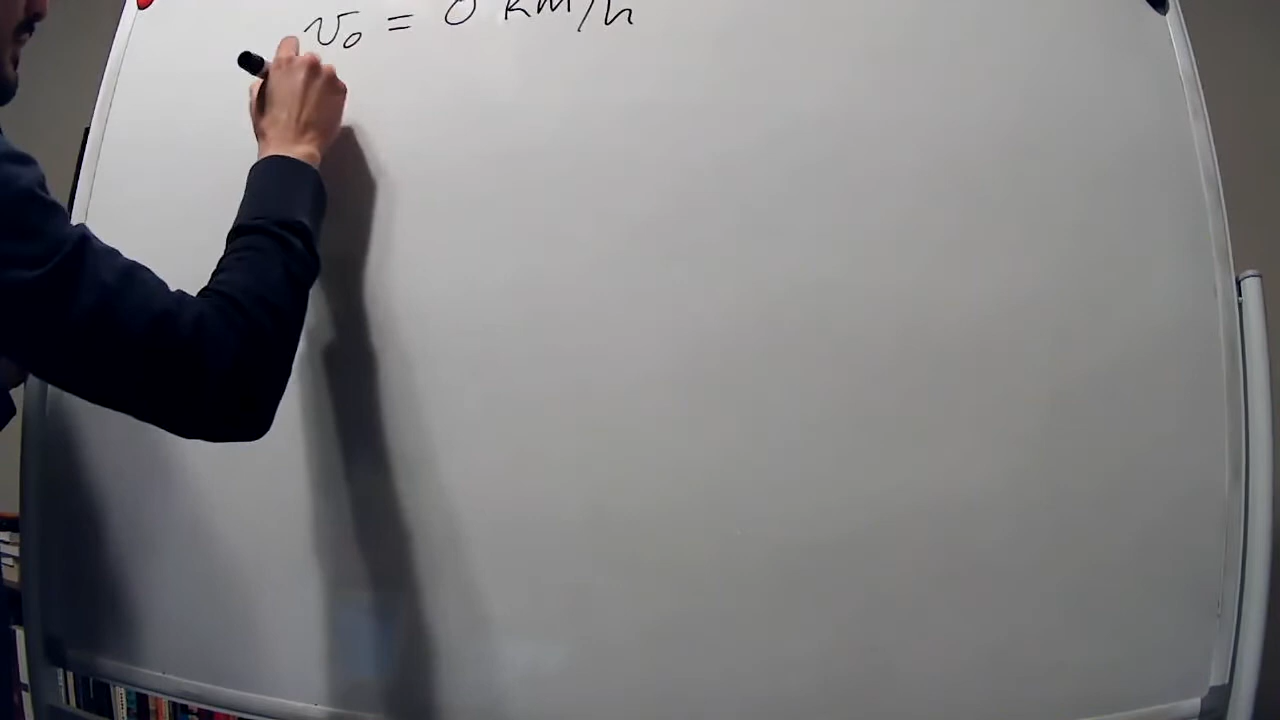 v₀ = 0 km/h